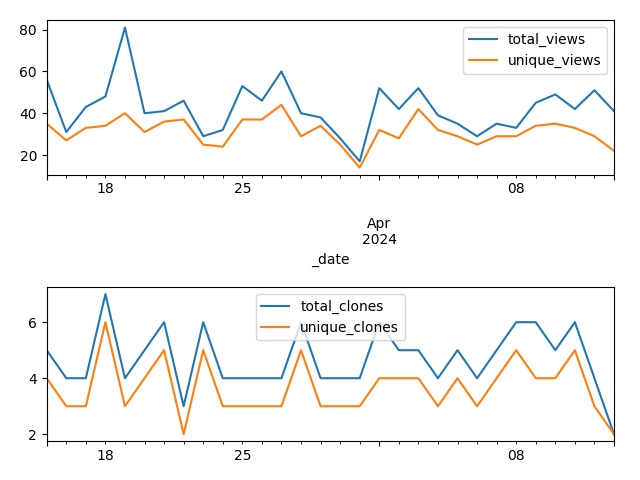 80
60
40
20
total_views
unique_views
18
25
Apr
2024
08
_date
6
4
2
total_clones
unique_clones
18
25
08